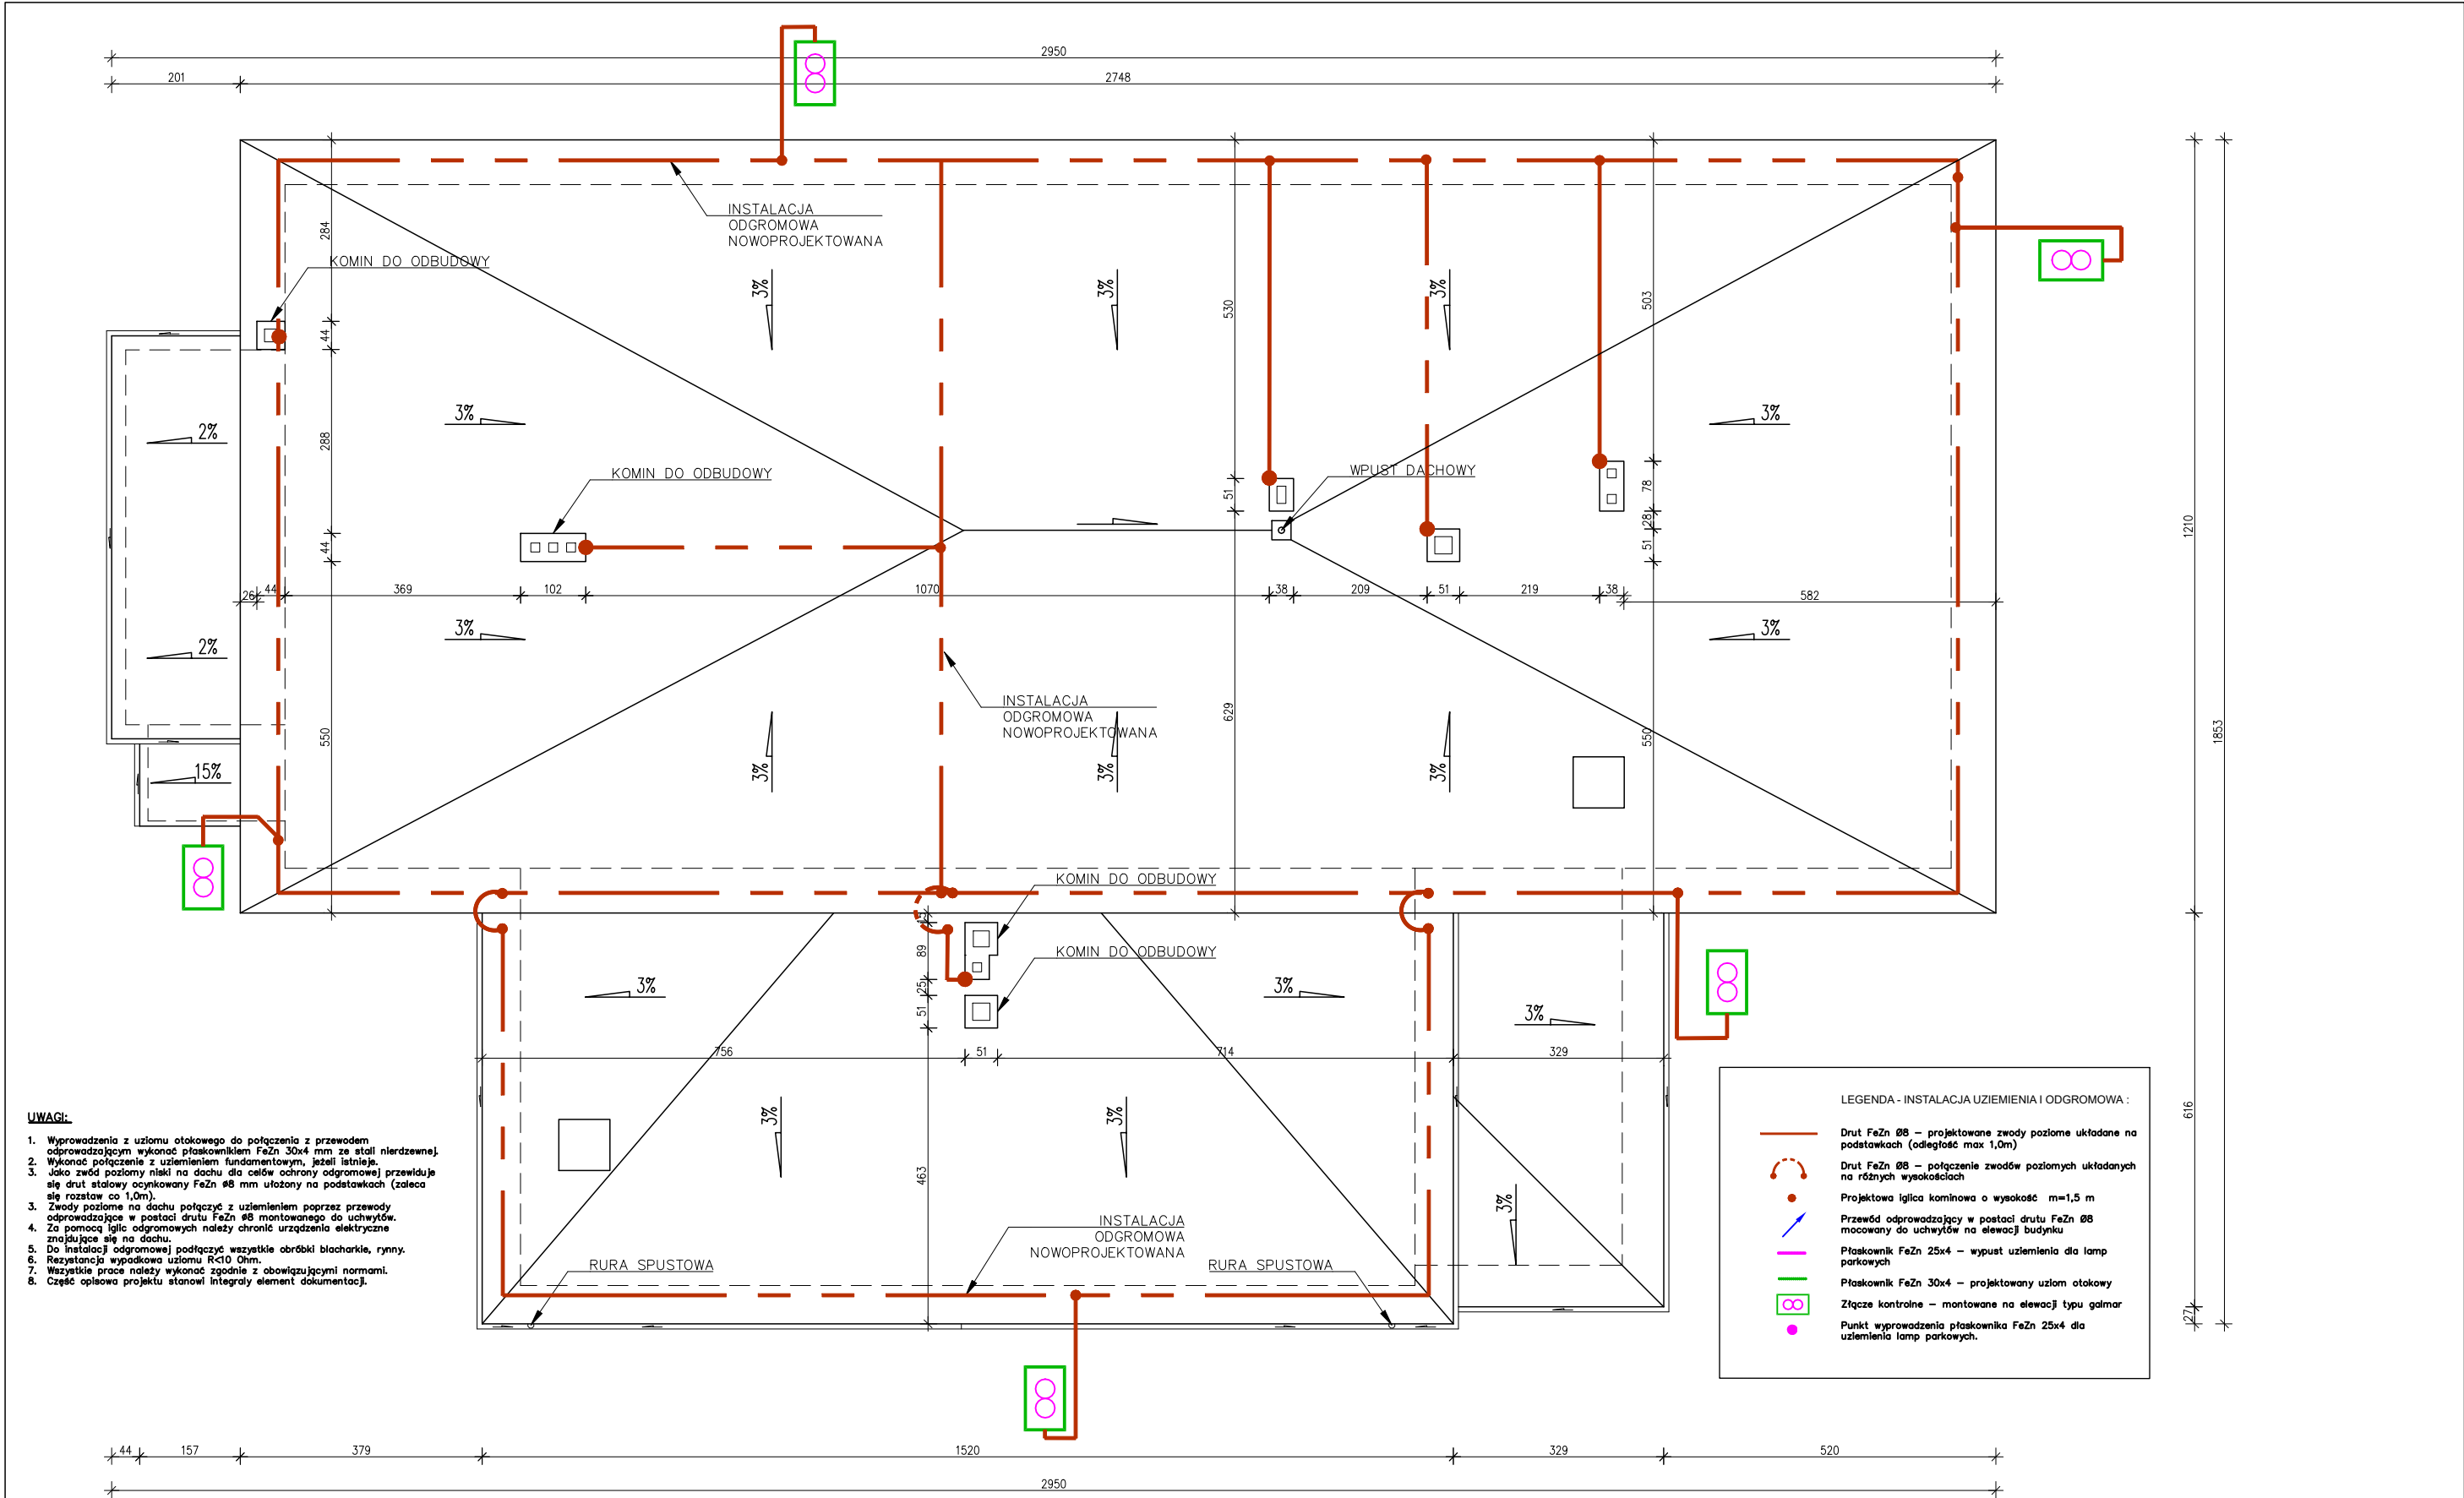 2950
201
2748
INSTALACJA
ODGROMOWA
NOWOPROJEKTOWANA
284
KOMIN DO ODBUDOWY
3%
3%
3%
530
503
44
2%
3%
3%
288
KOMIN DO ODBUDOWY
WPUST DACHOWY
51
78
28
51
44
1210
1853
26
44
369
102
1070
38
209
51
219
38
582
2%
3%
3%
INSTALACJA
ODGROMOWA
NOWOPROJEKTOWANA
629
550
550
15%
3%
3%
3%
KOMIN DO ODBUDOWY
89
KOMIN DO ODBUDOWY
25
51
3%
3%
3%
756
51
714
329
3%
3%
463
3%
616
27
INSTALACJA
ODGROMOWA
NOWOPROJEKTOWANA
RURA SPUSTOWA
RURA SPUSTOWA
UWAGI:
1. Wyprowadzenia z uziomu otokowego do połączenia z przewodem
odprowadzającym wykonać płaskownikiem FeZn 30x4 mm ze stali nierdzewnej.
2. Wykonać połączenie z uziemieniem fundamentowym, jeżeli istnieje.
3. Jako zwód poziomy niski na dachu dla celów ochrony odgromowej przewiduje
się drut stalowy ocynkowany FeZn ø8 mm ułożony na podstawkach (zaleca
się rozstaw co 1,0m).
3. Zwody poziome na dachu połączyć z uziemieniem poprzez przewody
odprowadzające w postaci drutu FeZn Ø8 montowanego do uchwytów.
4. Za pomocą iglic odgromowych należy chronić urządzenia elektryczne
znajdujące się na dachu.
5. Do instalacji odgromowej podłączyć wszystkie obróbki blacharkie, rynny.
6. Rezystancja wypadkowa uziomu R<10 Ohm.
7. Wszystkie prace należy wykonać zgodnie z obowiązującymi normami.
8. Część opisowa projektu stanowi integraly element dokumentacji.
LEGENDA - INSTALACJA UZIEMIENIA I ODGROMOWA :
Drut FeZn Ø8 – projektowane zwody poziome układane na
podstawkach (odległość max 1,0m)
Drut FeZn Ø8 – połączenie zwodów poziomych układanych
na różnych wysokościach
Projektowa iglica kominowa o wysokość m=1,5 m
Przewód odprowadzający w postaci drutu FeZn Ø8
mocowany do uchwytów na elewacji budynku
Płaskownik FeZn 25x4 – wypust uziemienia dla lamp
parkowych
Płaskownik FeZn 30x4 – projektowany uziom otokowy
Złącze kontrolne – montowane na elewacji typu galmar
Punkt wyprowadzenia płaskownika FeZn 25x4 dla
uziemienia lamp parkowych.
44
157
379
1520
329
520
2950